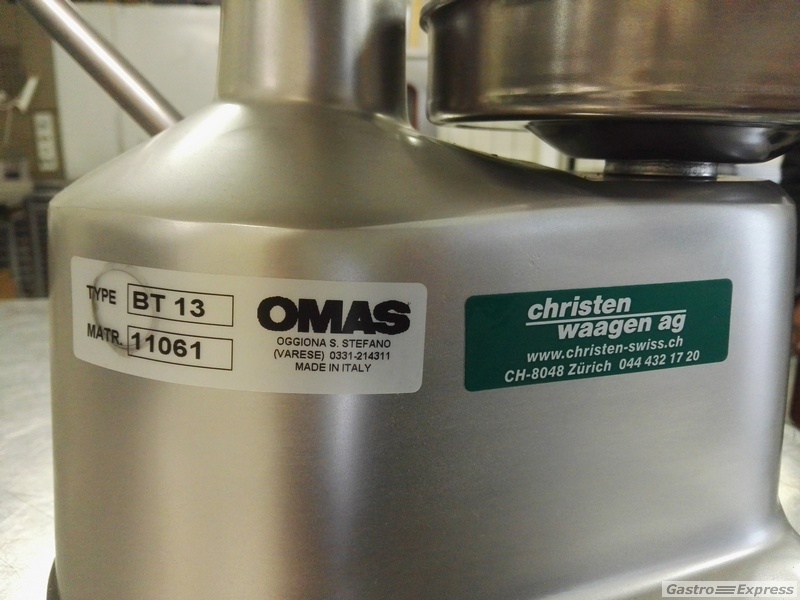 TYPE BT 13
MATR. 11061
OMAS
OGGIONA S. STEFANO
(VARESE) 0331-214311
MADE IN ITALY
christen
waagen ag
www.christen-swiss.ch
CH-8048 Zürich 044 432 17 20
Gastro Express